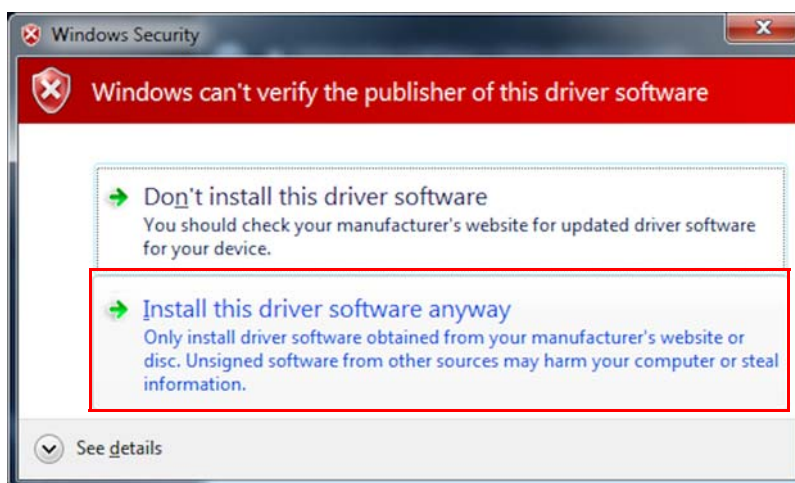 Windows Security
Windows can't verify the publisher of this driver software
Don't install this driver software
You should check your manufacturer's website for updated driver software
for your device.
Install this driver software anyway
Only install driver software obtained from your manufacturer's website or
disc. Unsigned software from other sources may harm your computer or steal
information.
See details